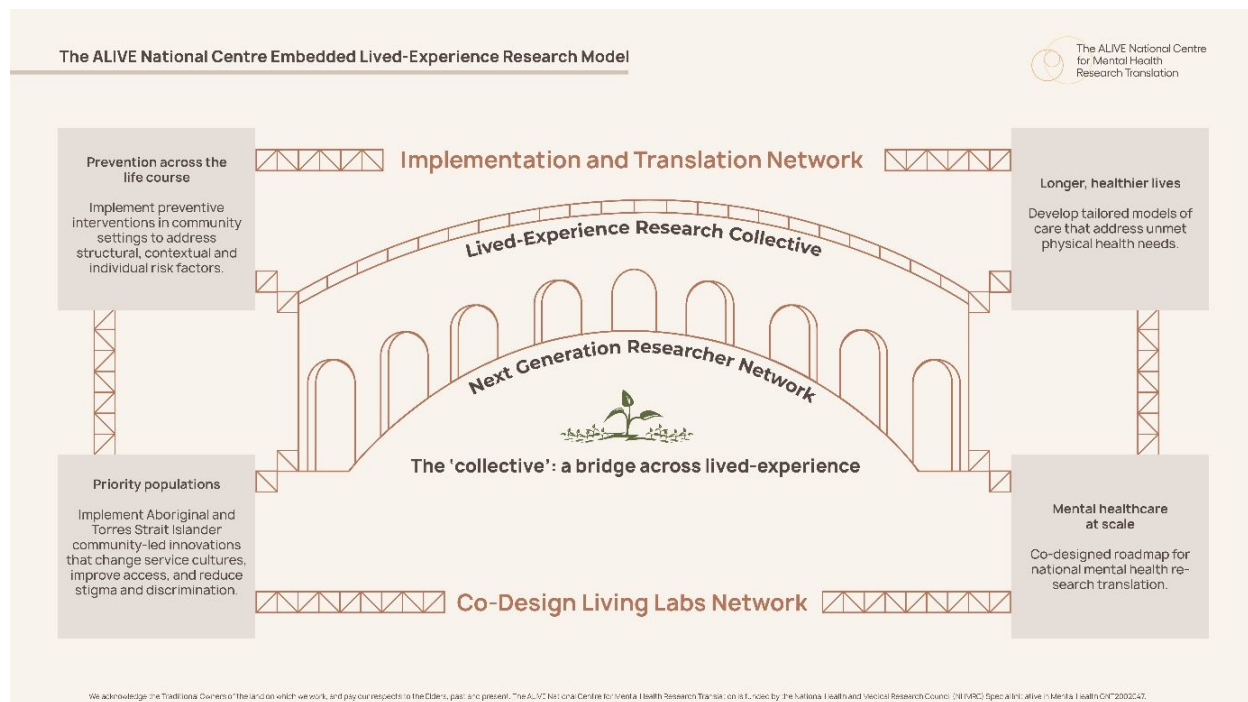 The ALIVE National Centre Embedded Lived-Experience Research Model
The ALIVE National Centre
for Mental Health
Research Translation
Prevention across the
life course
Implement preventive
interventions in community
settings to address
structural, contextual and
individual risk factors.
Implementation and Translation Network
Longer, healthier lives
Develop tailored models of
care that address unmet
physical health needs.
Lived-Experience Research Collective
Next Generation Researcher Network
The ‘collective’: a bridge across lived-experience
Priority populations
Implement Aboriginal and
Torres Strait Islander
community-led innovations
that change service cultures,
improve access, and reduce
stigma and discrimination.
Mental healthcare
at scale
Co-designed roadmap for
national mental health re-
search translation.
Co-Design Living Labs Network
We acknowledge the Traditional Owners of the land on which we work, and pay our respects to the Elders, past and present. The ALIVE National Centre for Mental Health Research Translation is funded by the National Health and Medical Research Council (NHMRC) Special Initiative in Mental Health GNT2002047.